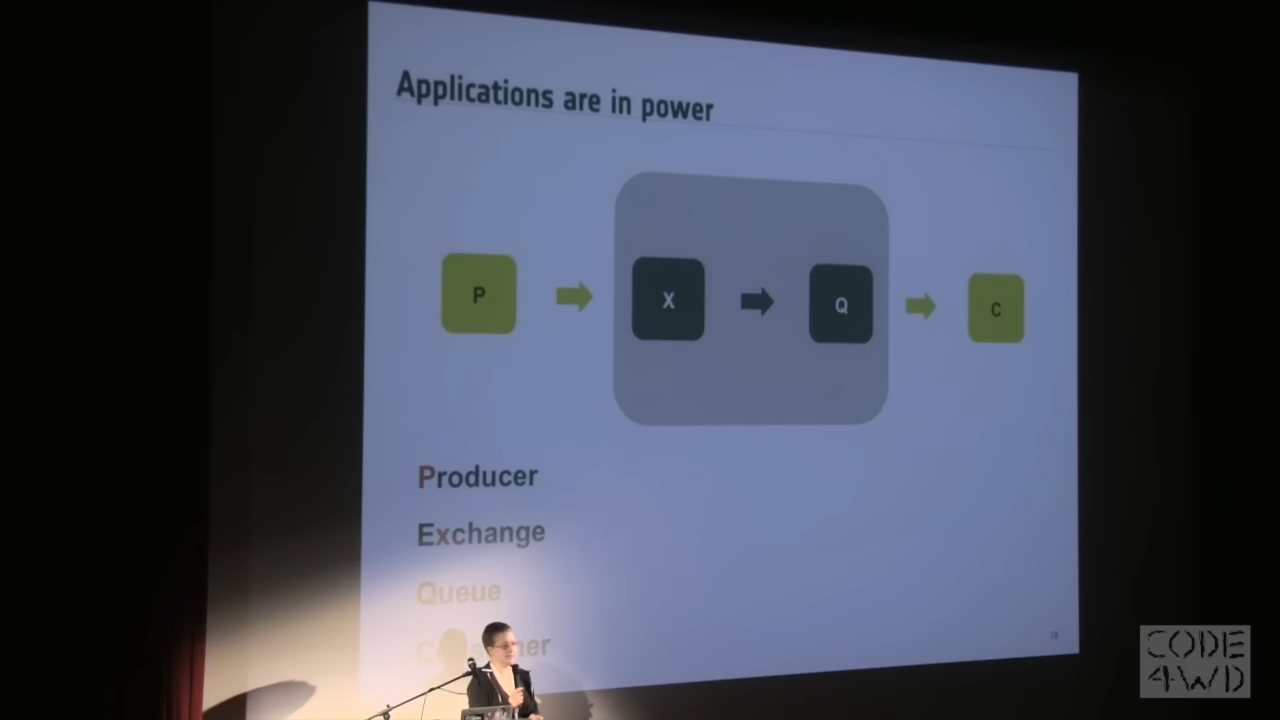 Applications are in power
P
X
Q
C
Producer
Exchange
Queue
CODE
4WD